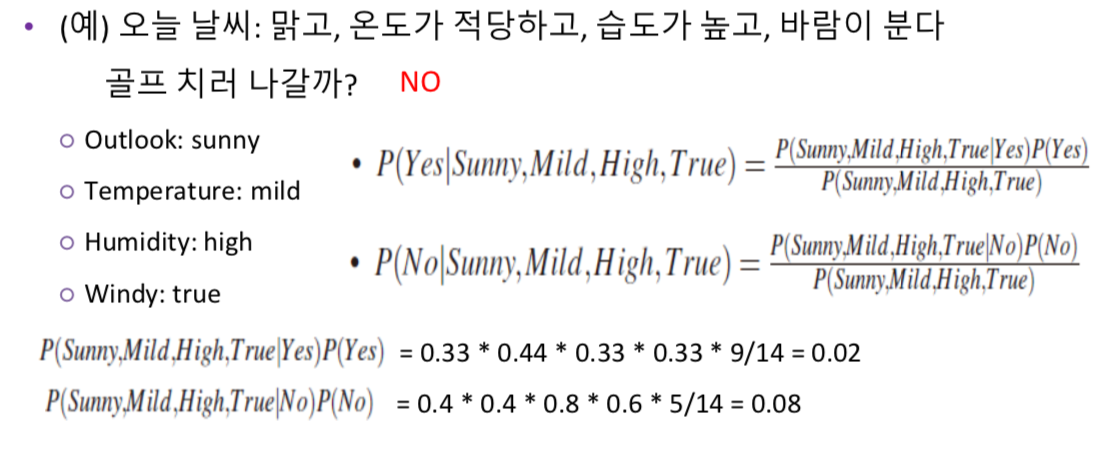 • (예) 오늘 날씨: 맑고, 온도가 적당하고, 습도가 높고, 바람이 분다
골프 치러 나갈까? NO
○ Outlook: sunny
○ Temperature: mild
○ Humidity: high
○ Windy: true
• P(Yes|Sunny,Mild,High,True) = P(Sunny,Mild,High,True|Yes)P(Yes) / P(Sunny,Mild,High,True)
• P(No|Sunny,Mild,High,True) = P(Sunny,Mild,High,True|No)P(No) / P(Sunny,Mild,High,True)
P(Sunny,Mild,High,True|Yes)P(Yes) = 0.33 * 0.44 * 0.33 * 0.33 * 9/14 = 0.02
P(Sunny,Mild,High,True|No)P(No) = 0.4 * 0.4 * 0.8 * 0.6 * 5/14 = 0.08